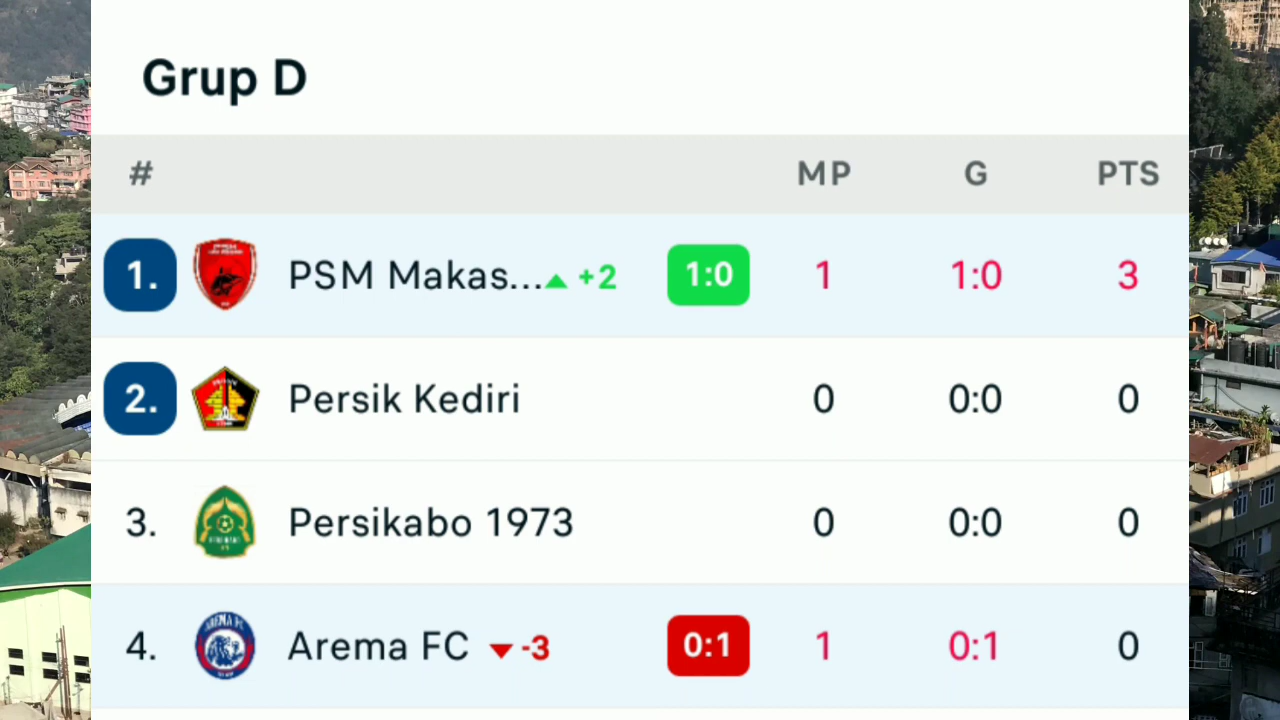 Grup D
# MP G PTS
1. PSM Makas... ▲ +2 1:0 1 1:0 3
2. Persik Kediri 0 0:0 0
3. Persikabo 1973 0 0:0 0
4. Arema FC ▼ -3 0:1 1 0:1 0